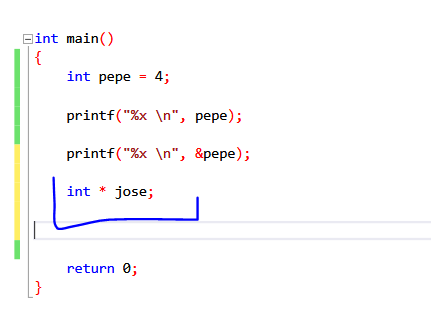 int main()
{
int pepe = 4;
printf("%x \n", pepe);
printf("%x \n", &pepe);
int * jose;
return 0;
}